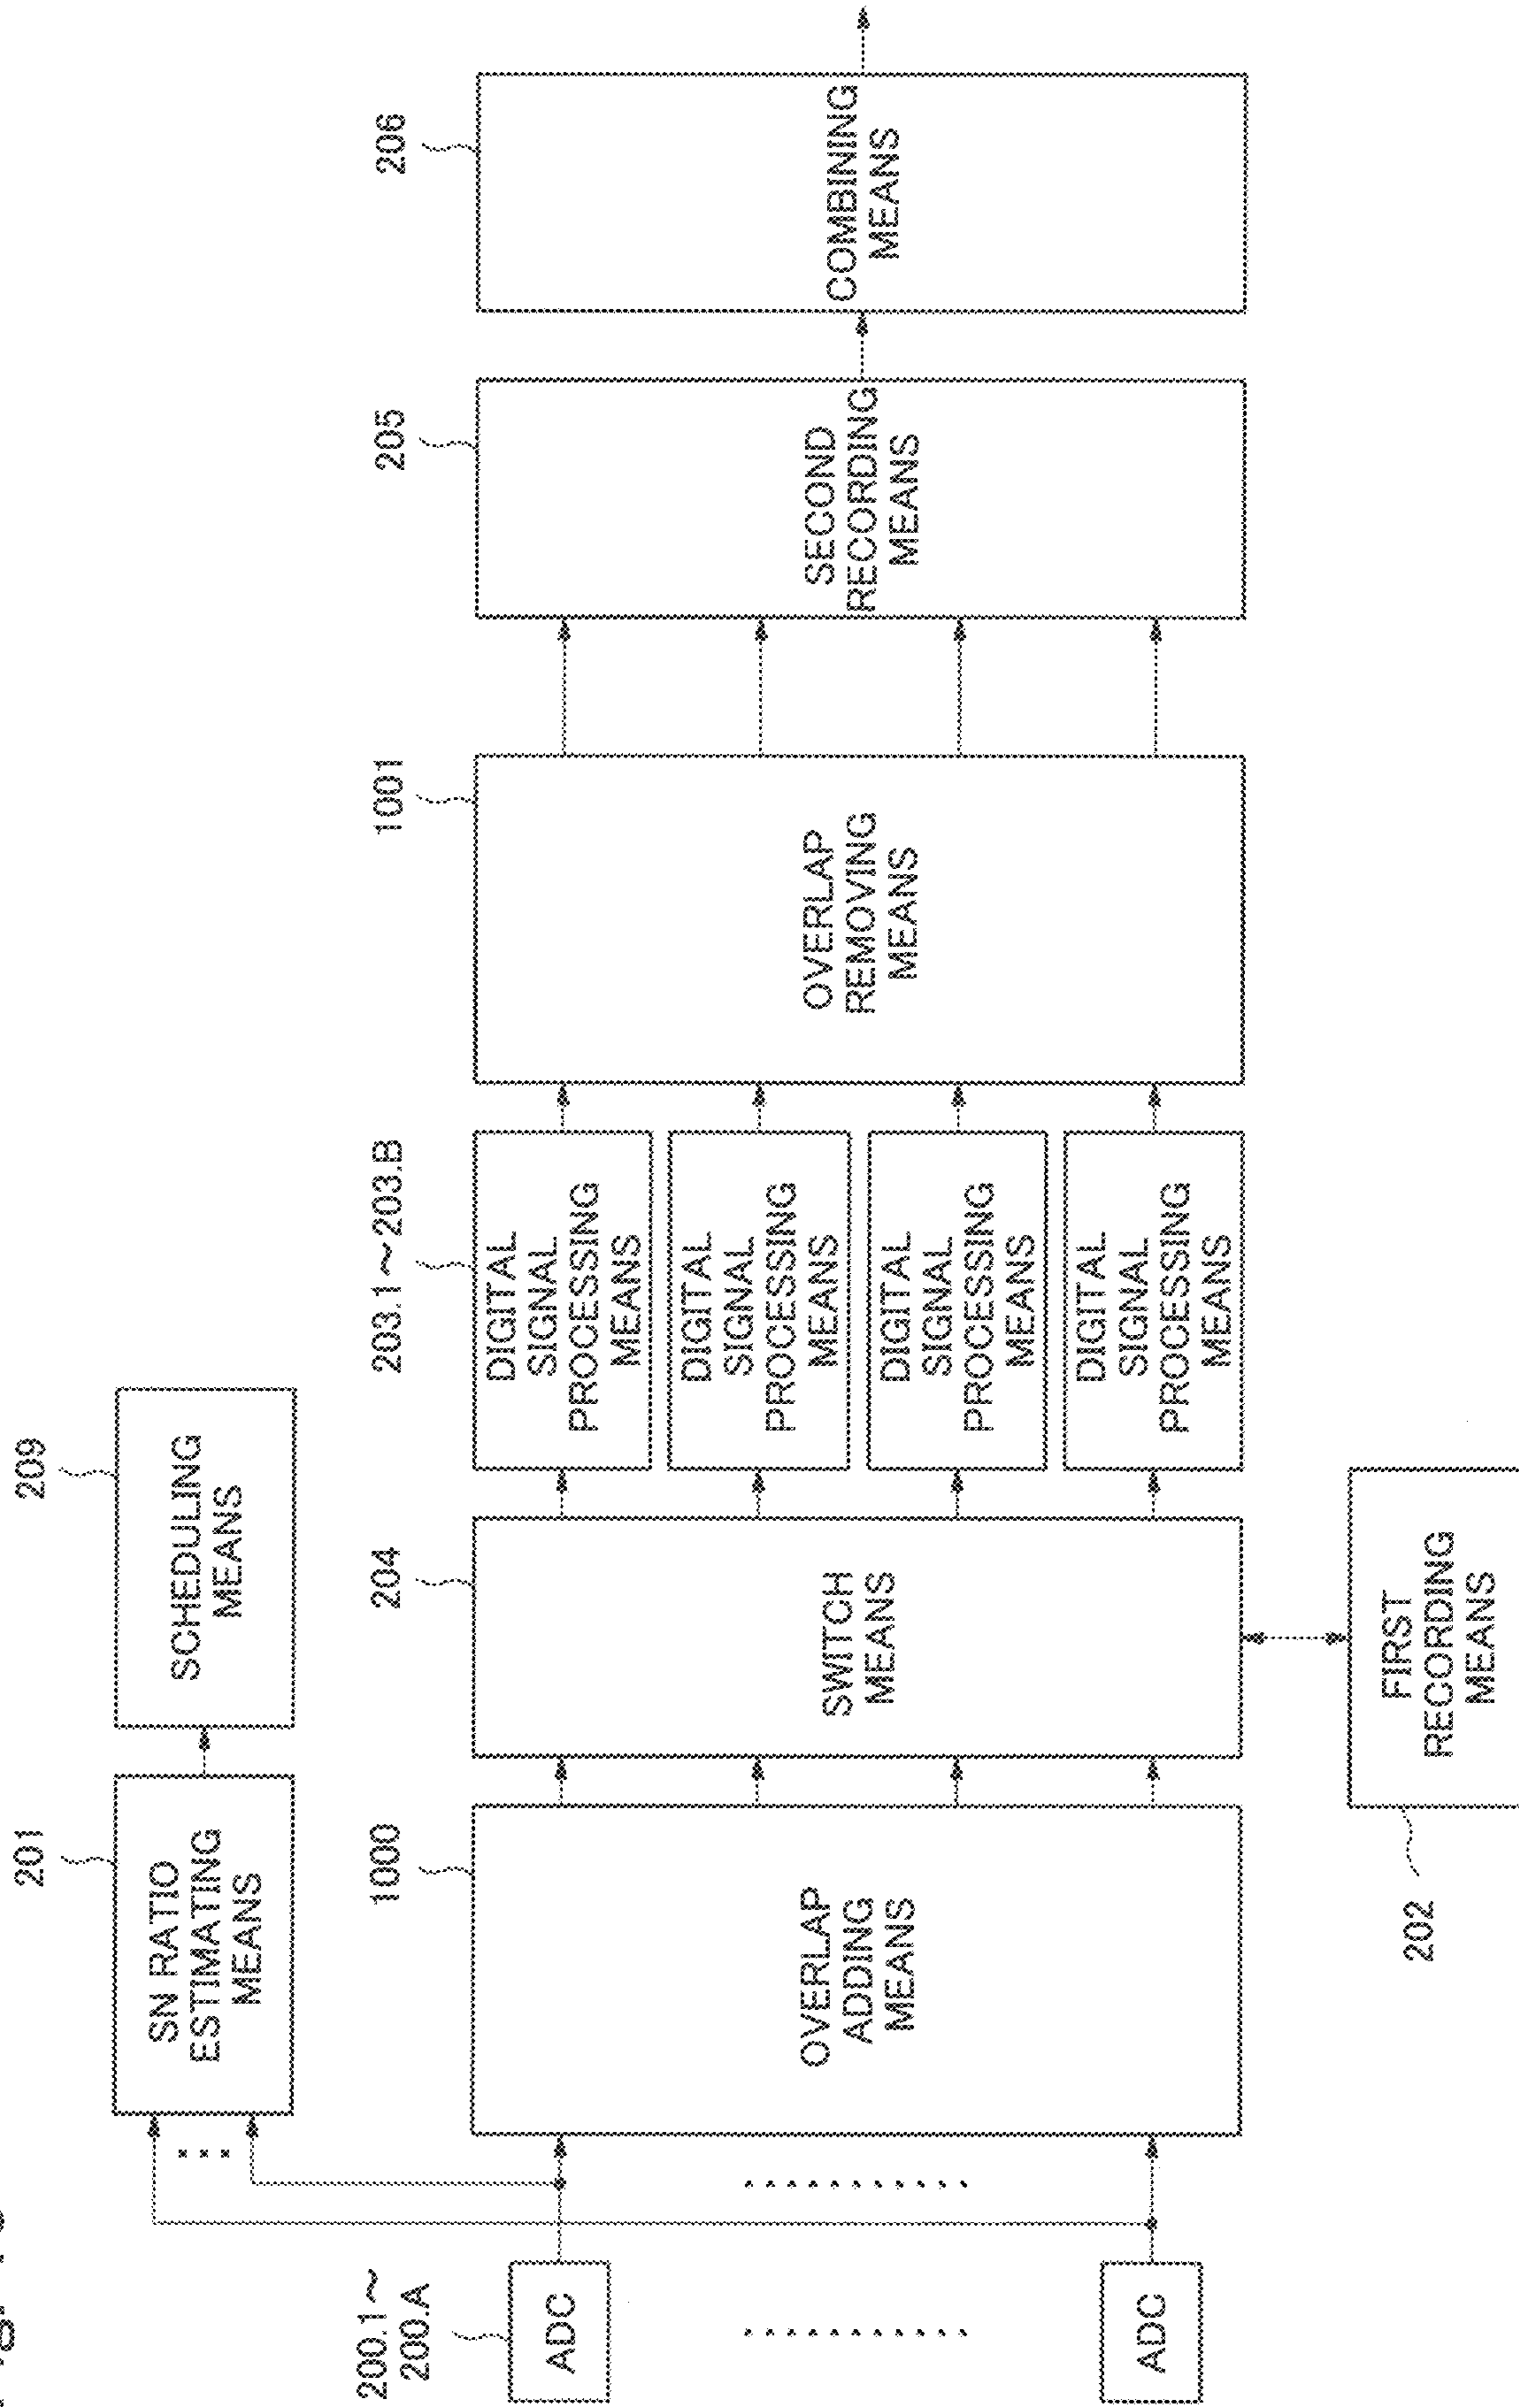 209
SCHEDULING
MEANS
201
SN RATIO
ESTIMATING
MEANS
200.1~
200.A
ADC
ADC
1000
OVERLAP
ADDING
MEANS
204
SWITCH
MEANS
202
FIRST
RECORDING
MEANS
203.1~203.B
DIGITAL
SIGNAL
PROCESSING
MEANS
DIGITAL
SIGNAL
PROCESSING
MEANS
DIGITAL
SIGNAL
PROCESSING
MEANS
DIGITAL
SIGNAL
PROCESSING
MEANS
1001
OVERLAP
REMOVING
MEANS
205
SECOND
RECORDING
MEANS
206
COMBINING
MEANS